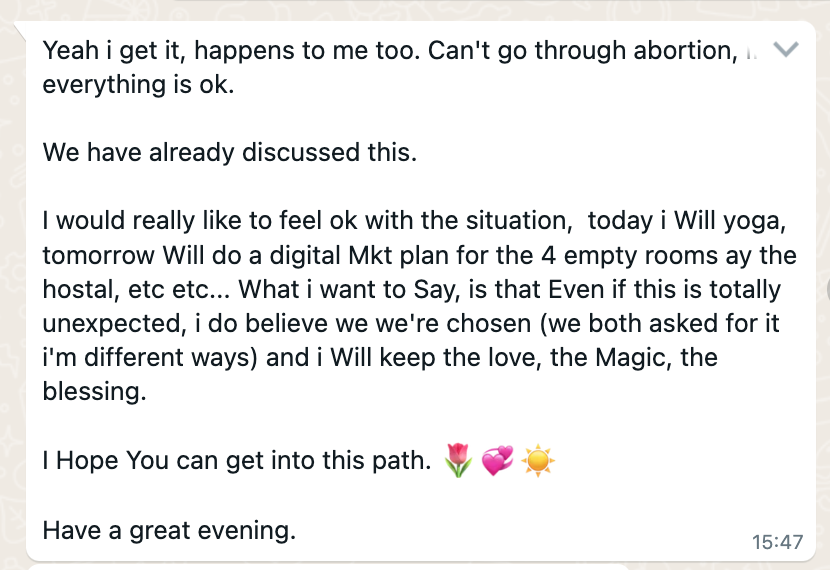 Yeah i get it, happens to me too. Can't go through abortion,
everything is ok.
We have already discussed this.
I would really like to feel ok with the situation,  today i Will yoga,
tomorrow Will do a digital Mkt plan for the 4 empty rooms ay the
hostal, etc etc... What i want to Say, is that Even if this is totally
unexpected, i do believe we we're chosen (we both asked for it
i'm different ways) and i Will keep the love, the Magic, the
blessing.
I Hope You can get into this path. 🌷 💞 ☀️
Have a great evening.
15:47